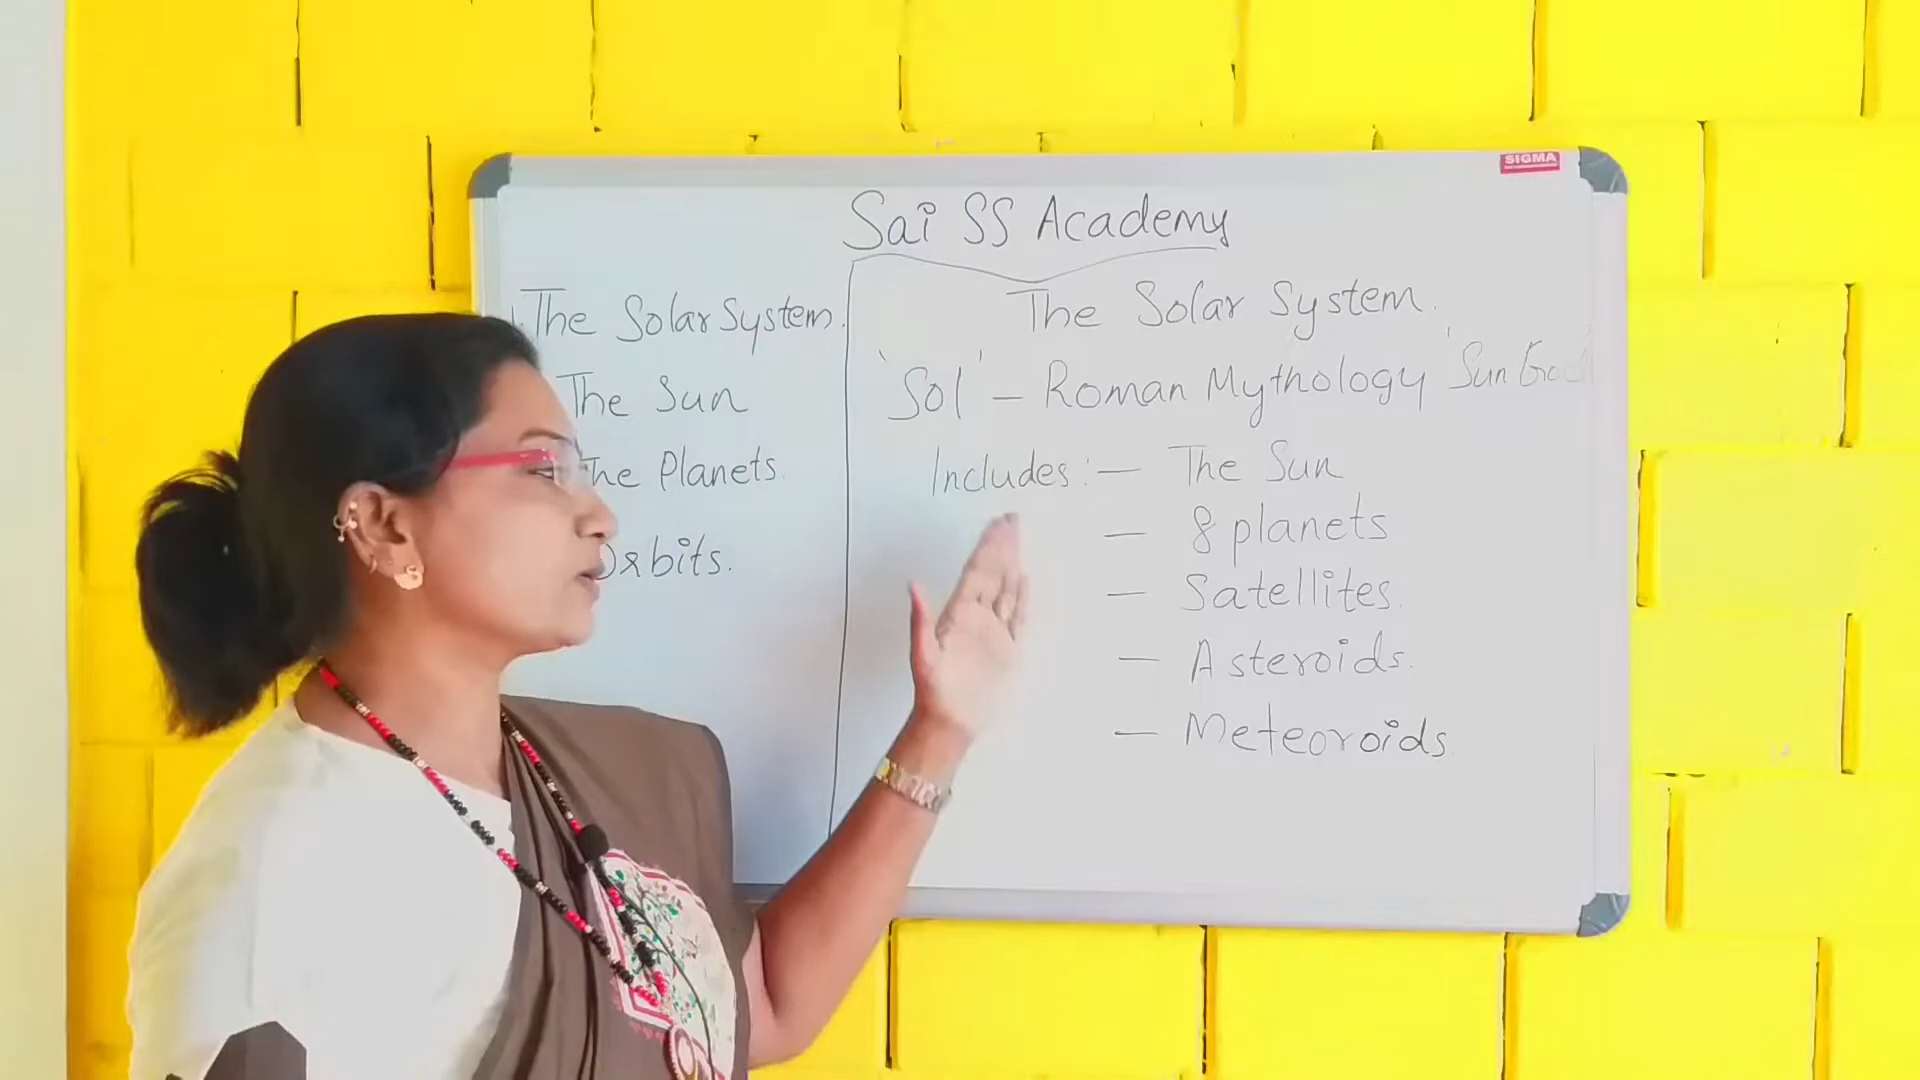 SIGMA
Sai SS Academy
The Solar System.
The Sun
The Planets.
Orbits.
The Solar System.
'Sol' – Roman Mythology 'Sun God'
Includes:– The Sun
– 8 planets
– Satellites.
– Asteroids.
– Meteoroids.